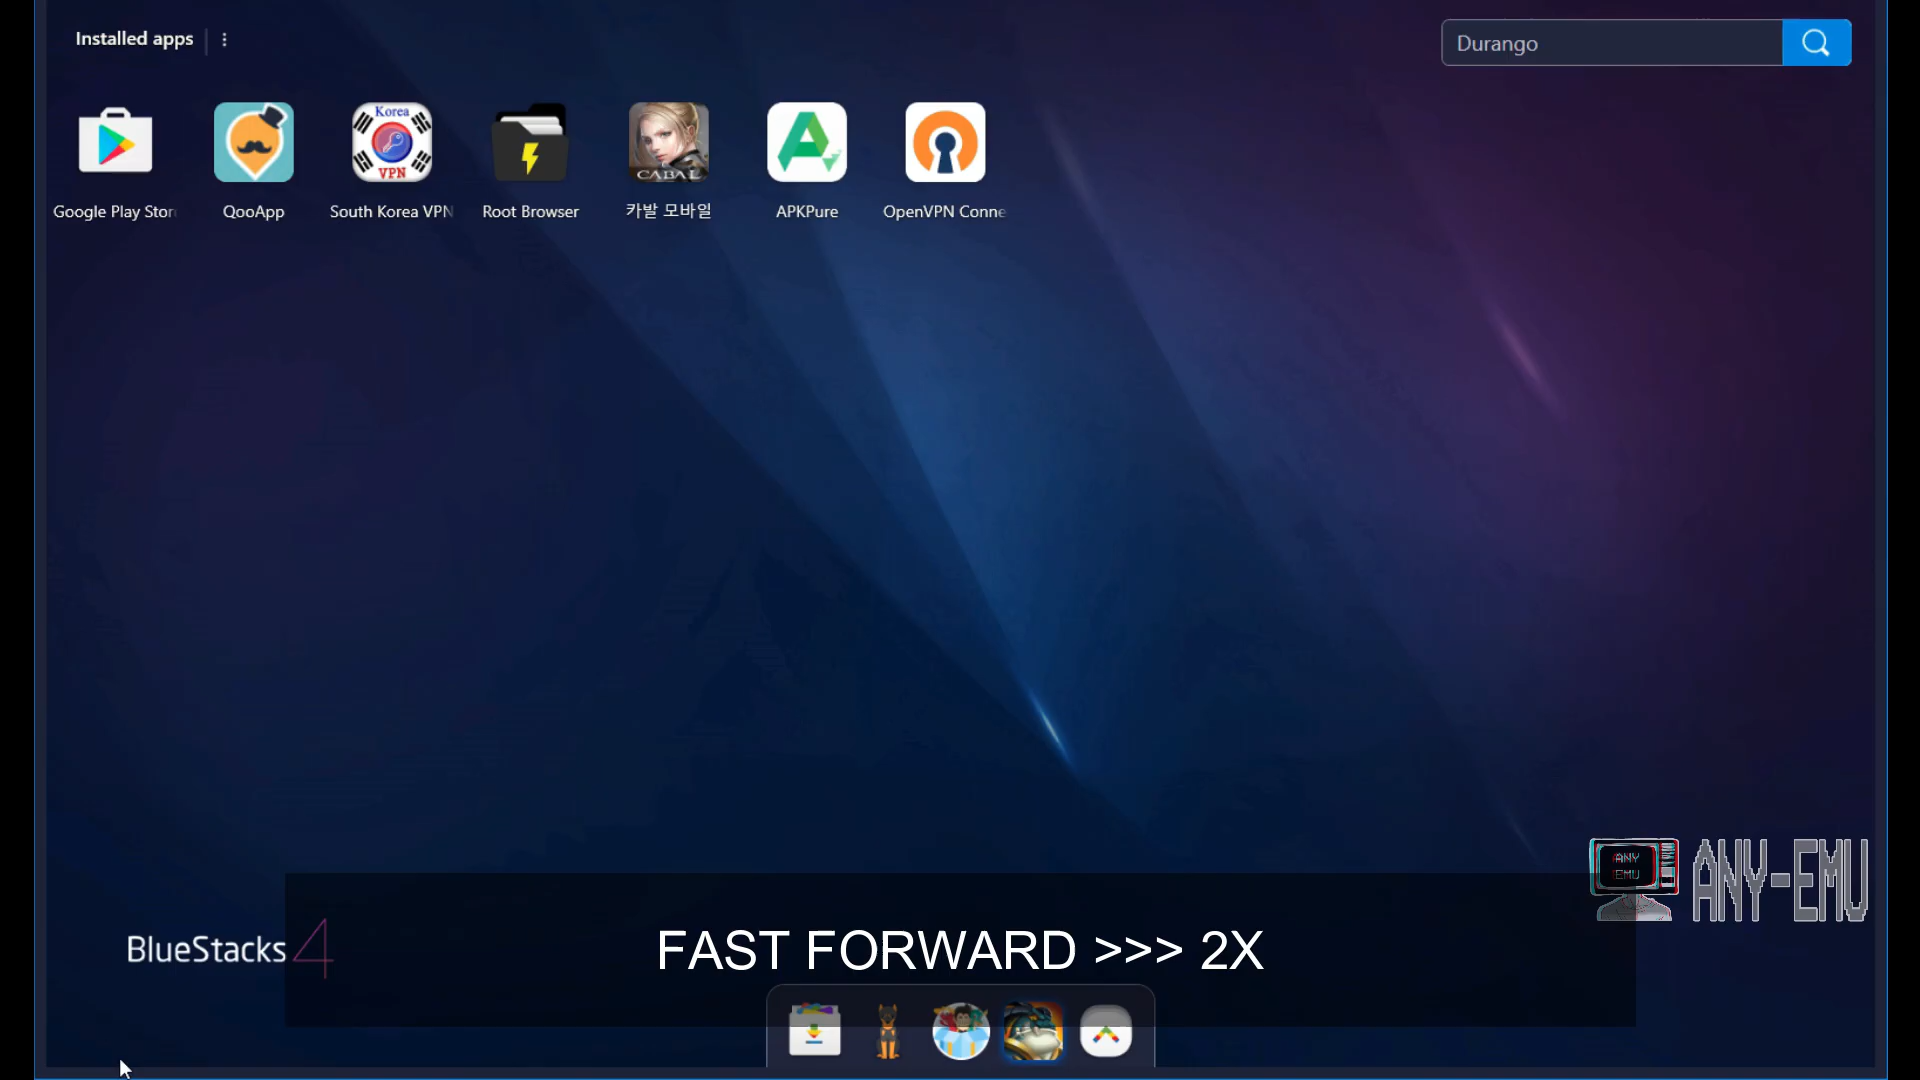 Installed apps
Durango
Korea
VPN
CABAL
Google Play Stor
QooApp
South Korea VPN
Root Browser
카발 모바일
APKPure
OpenVPN Conne
ANY
EMU
ANY-EMU
BlueStacks 4
FAST FORWARD >>> 2X